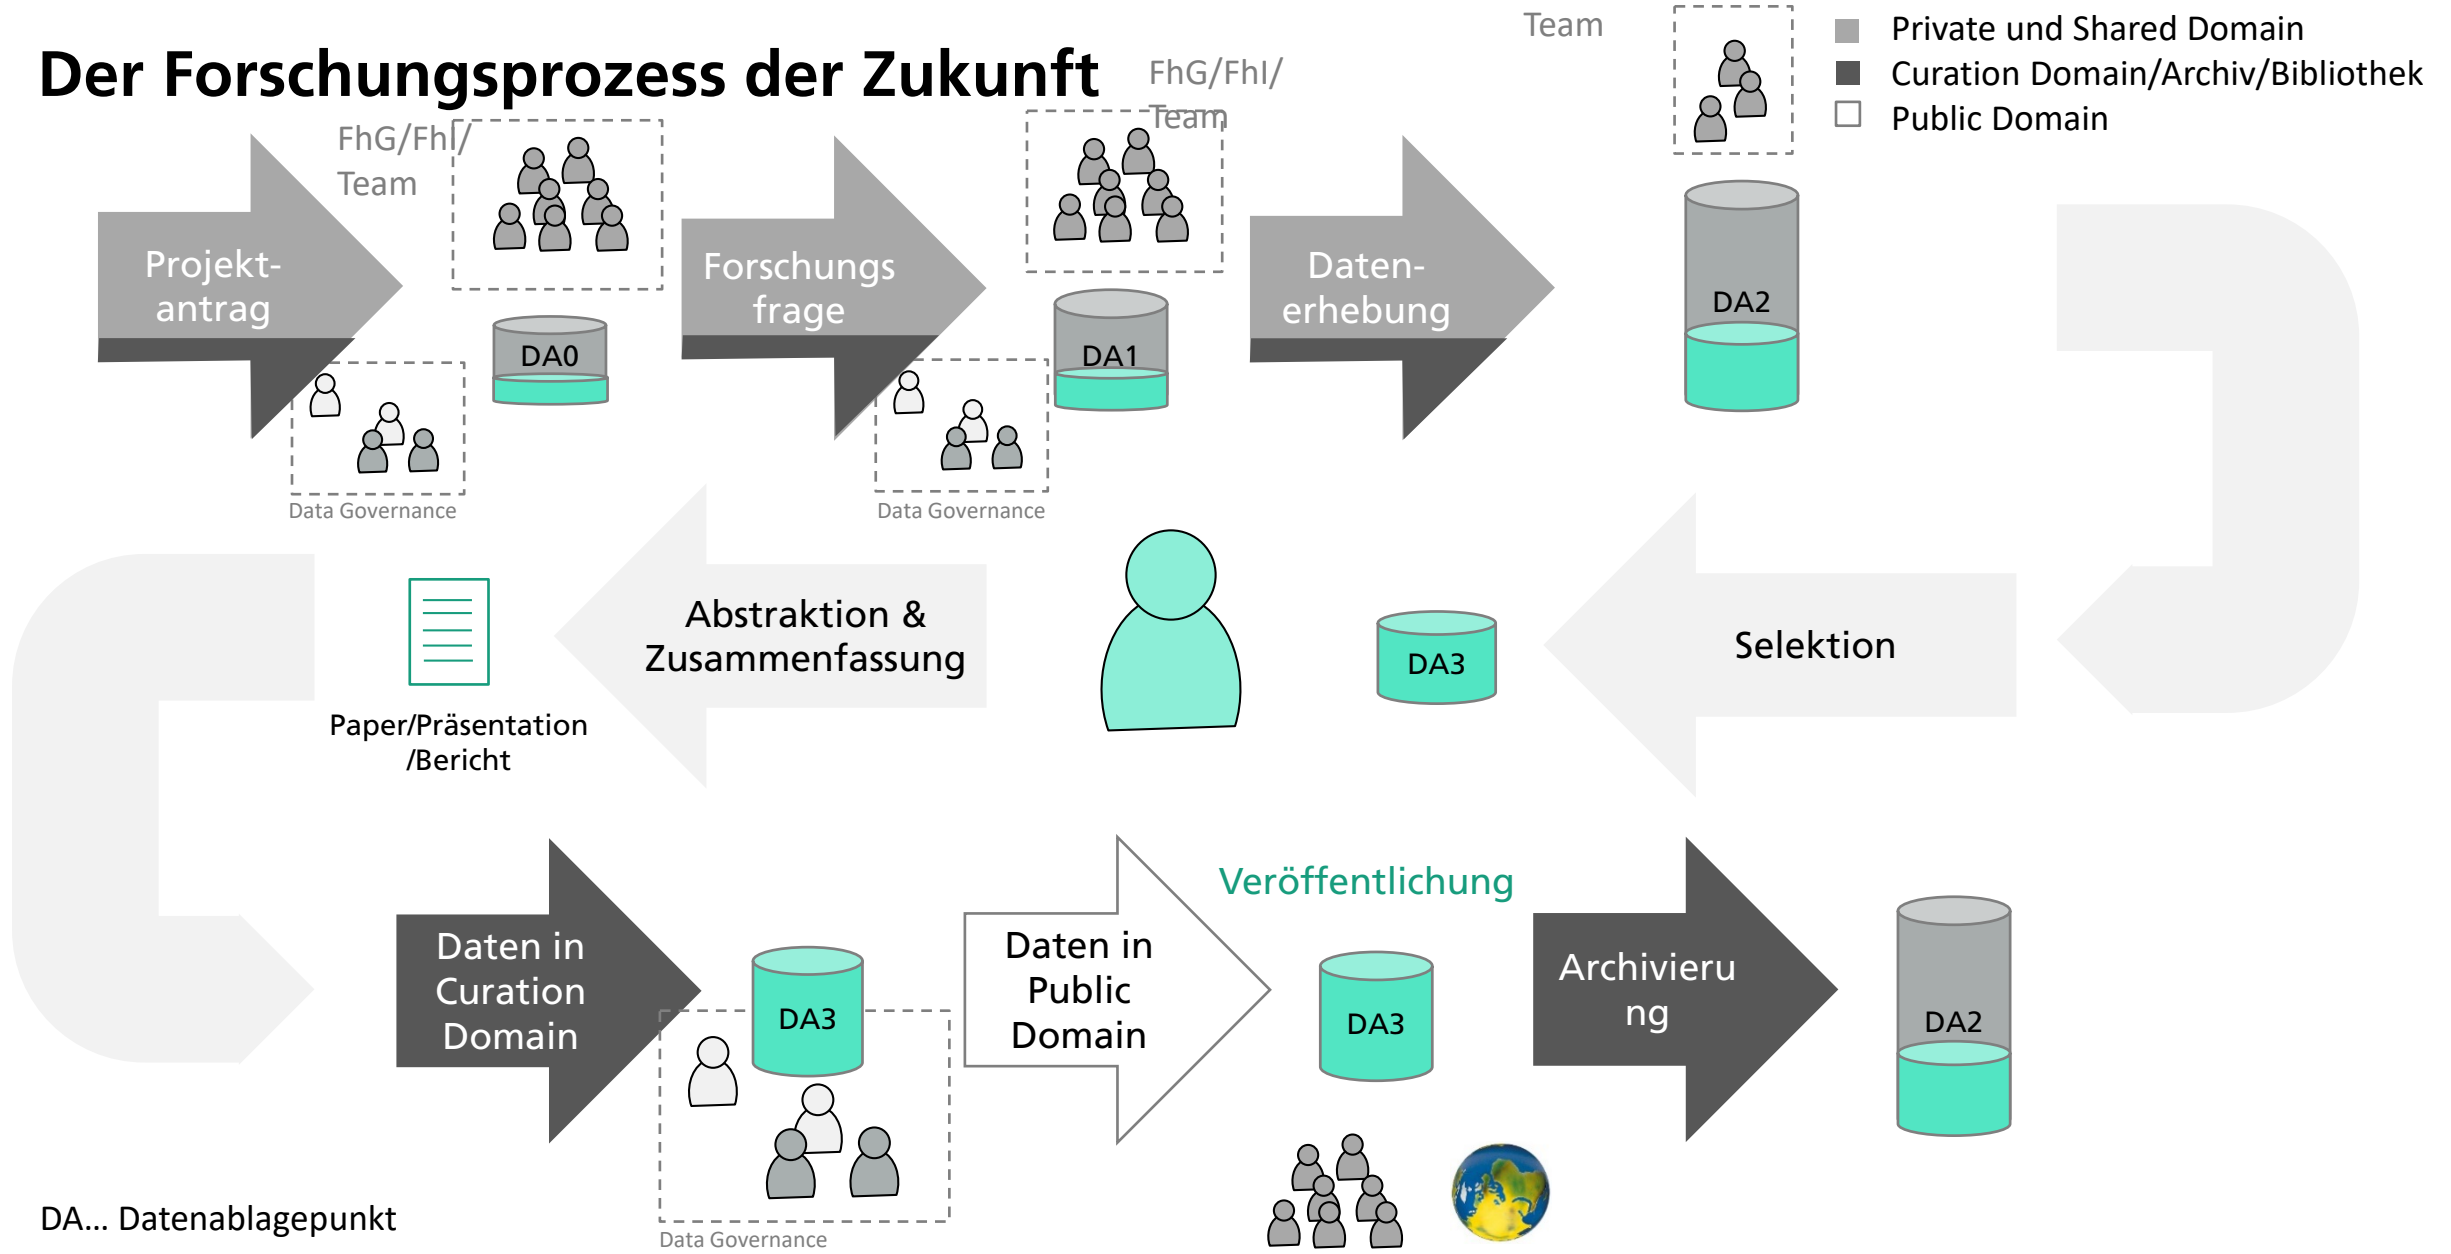 Der Forschungsprozess der Zukunft
Team
Private und Shared Domain
Curation Domain/Archiv/Bibliothek
Public Domain
FhG/FhI/
Team
FhG/FhI/
Team
Projekt-
antrag
DA0
Data Governance
Forschungs
frage
DA1
Data Governance
Daten-
erhebung
DA2
Selektion
DA3
Abstraktion &
Zusammenfassung
Paper/Präsentation
/Bericht
Daten in
Curation
Domain
DA3
Data Governance
Daten in
Public
Domain
Veröffentlichung
DA3
Archivieru
ng
DA2
DA... Datenablagepunkt